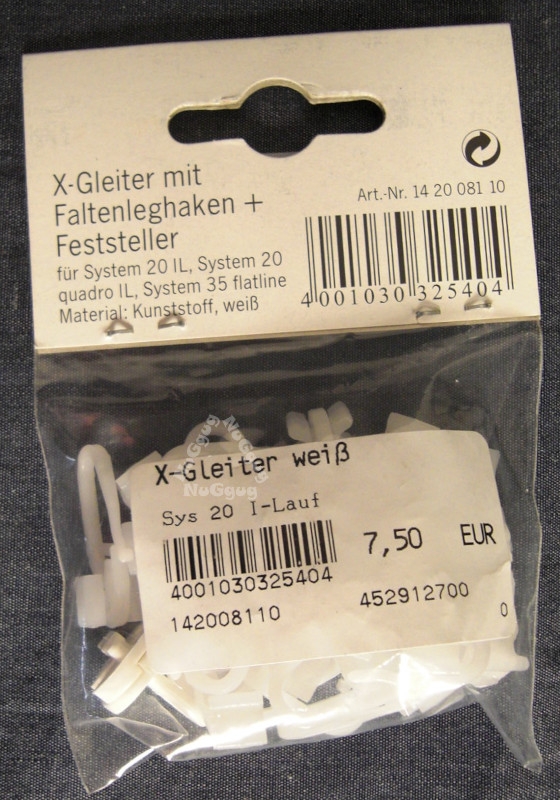 X-Gleiter mit
Faltenleghaken +
Feststeller
für System 20 IL, System 20
quadro IL, System 35 flatline
Material: Kunststoff, weiß
Art.-Nr. 14 20 081 10
4 001030 325404
X-Gleiter weiß
Sys 20 I-Lauf
7,50 EUR
4001030325404
142008110
452912700
0
NoGgug
NoGgug
NoGgug